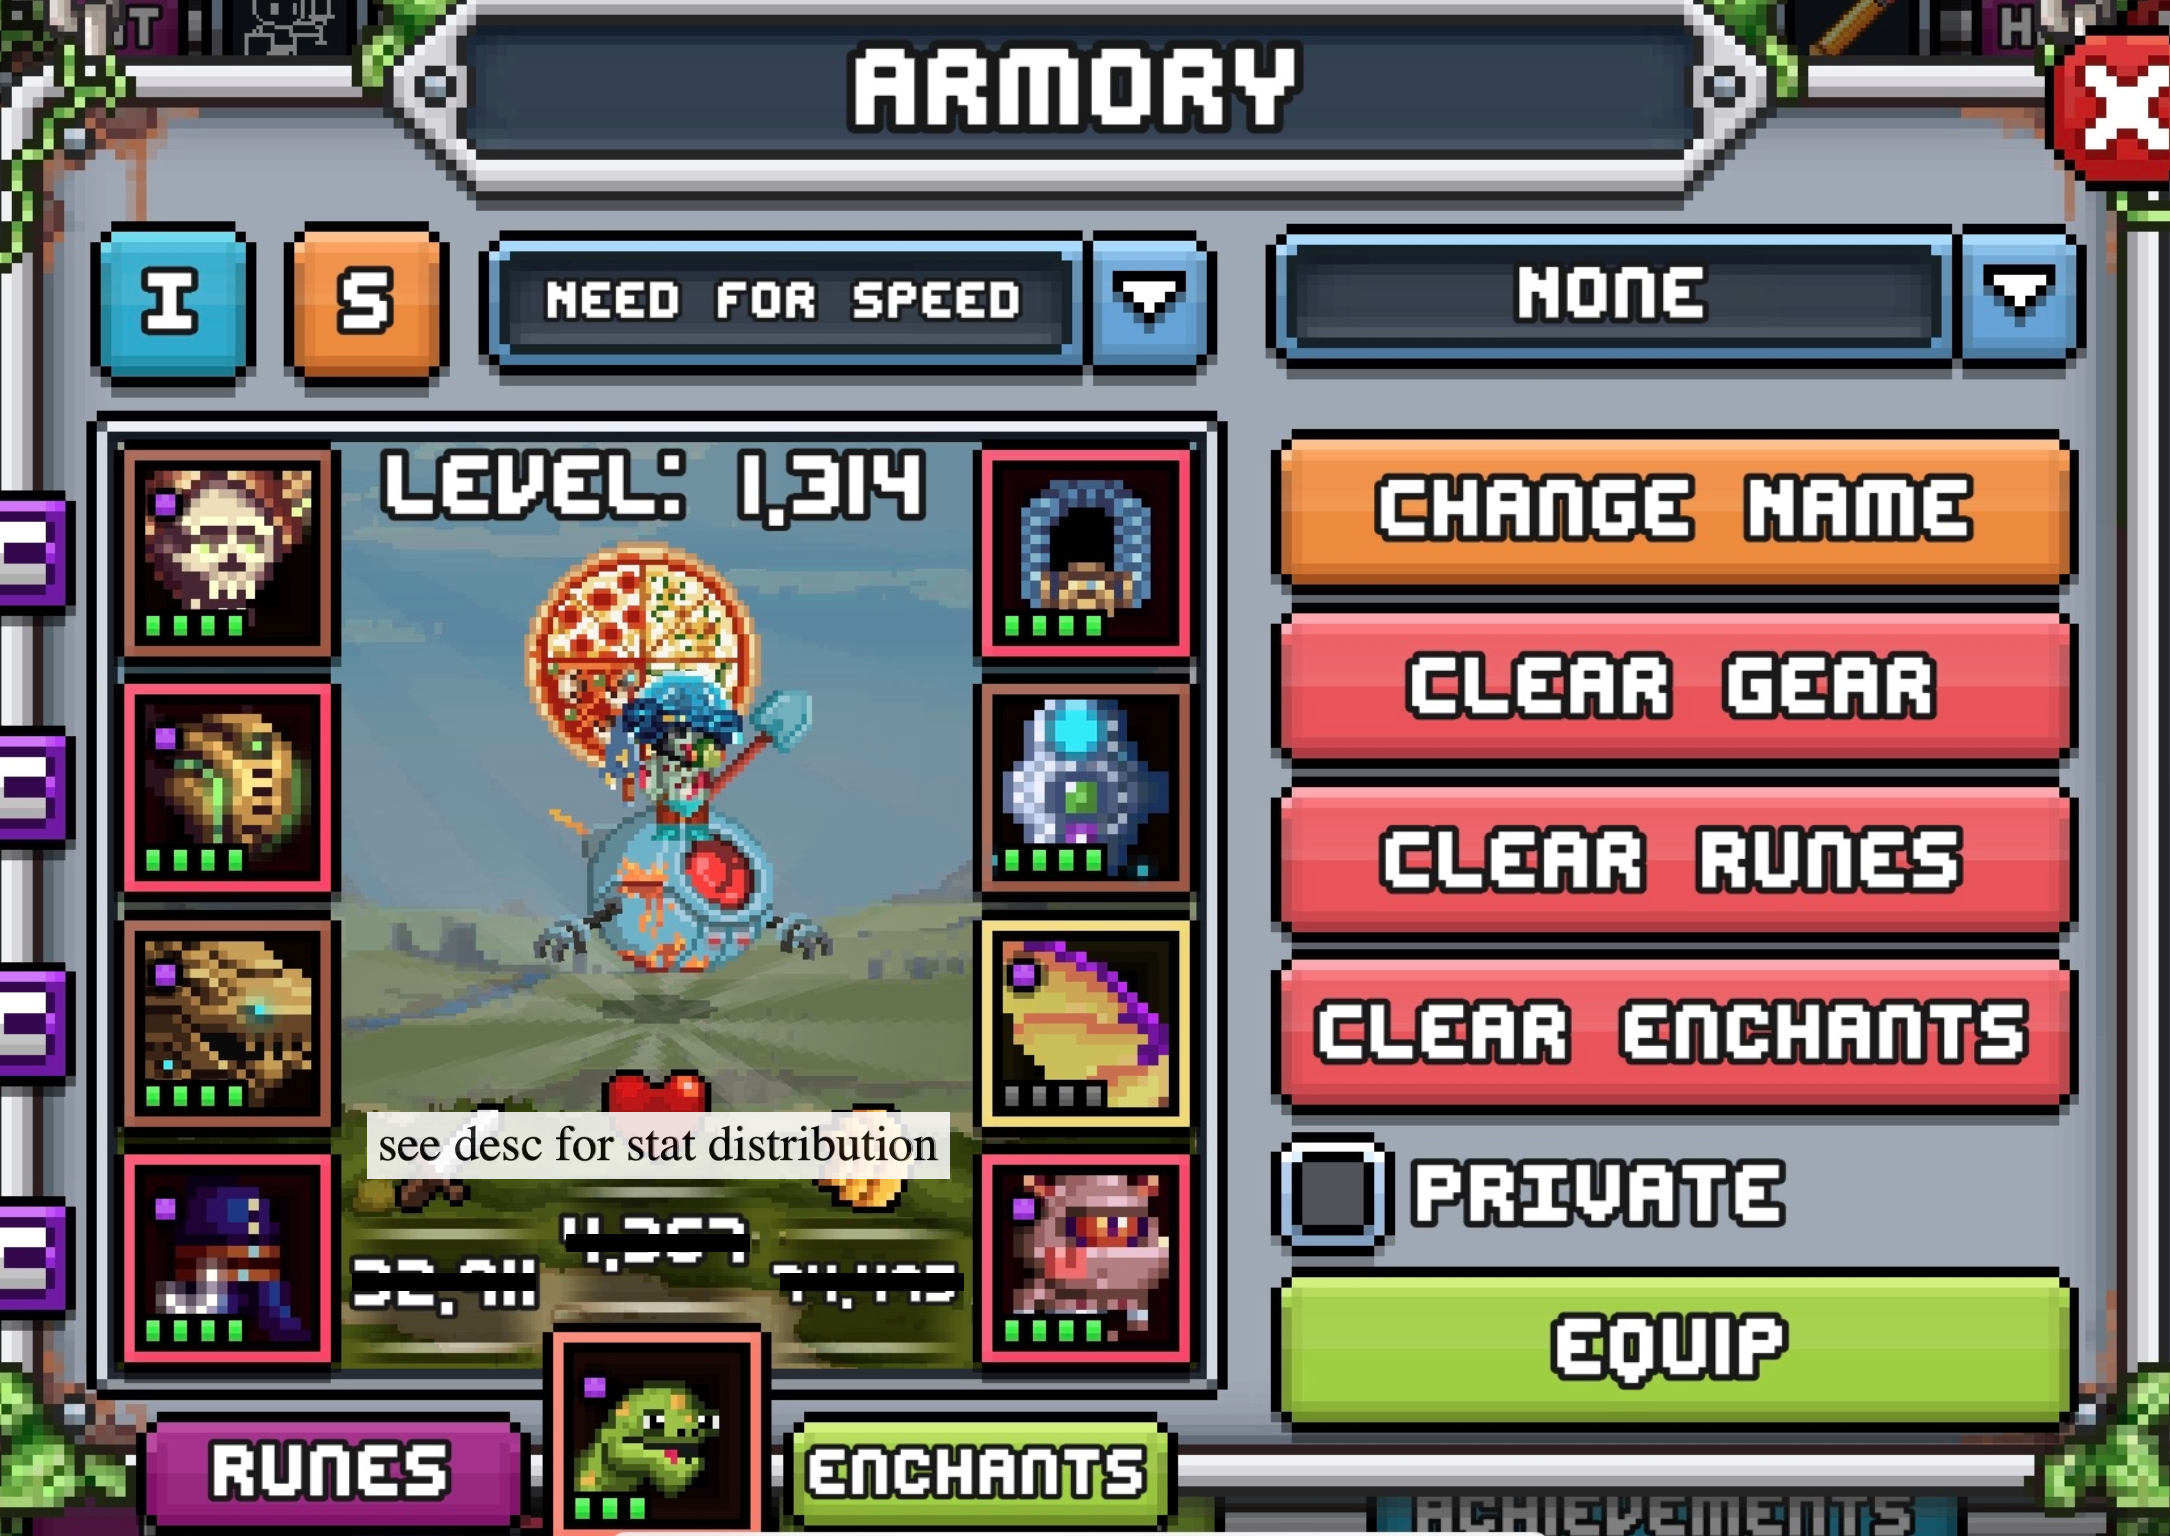 ARMORY
I
S
NEED FOR SPEED
NONE
LEVEL: 1,314
CHANGE NAME
CLEAR GEAR
CLEAR RUNES
CLEAR ENCHANTS
see desc for stat distribution
PRIVATE
EQUIP
RUNES
ENCHANTS
ACHIEVEMENTS